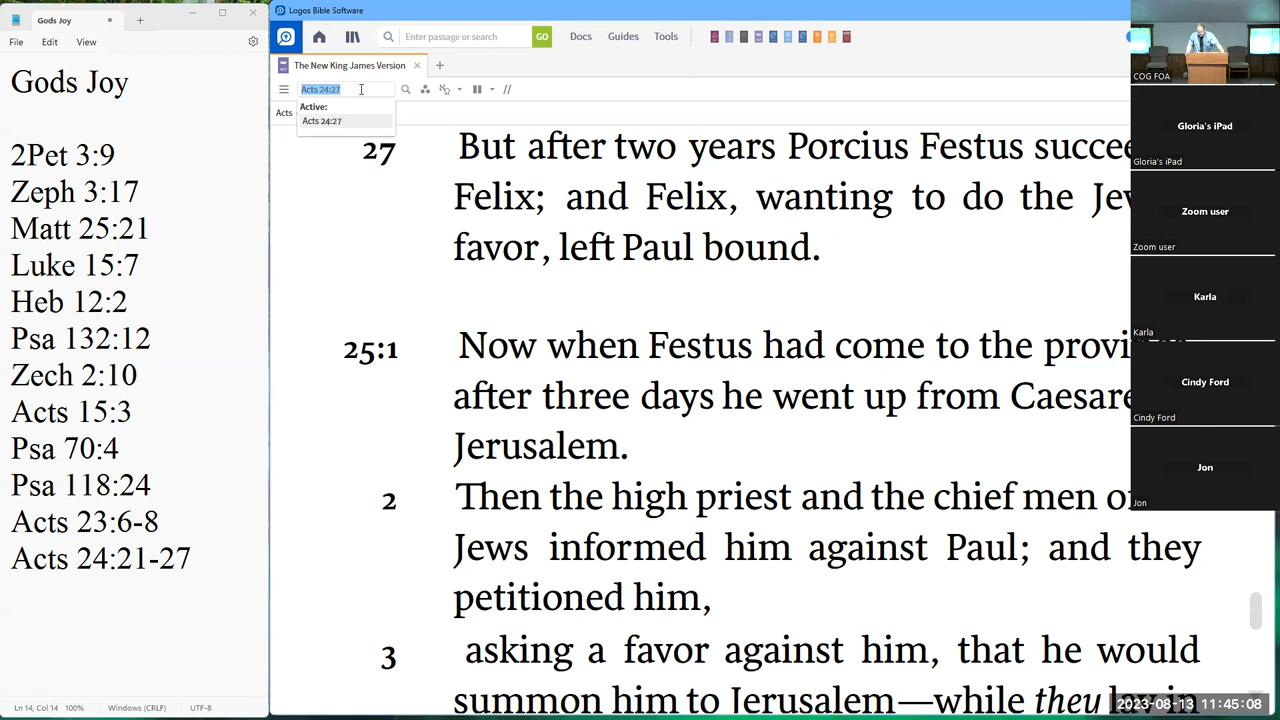 Gods Joy
File Edit View
Gods Joy
2Pet 3:9
Zeph 3:17
Matt 25:21
Luke 15:7
Heb 12:2
Psa 132:12
Zech 2:10
Acts 15:3
Psa 70:4
Psa 118:24
Acts 23:6-8
Acts 24:21-27
Ln 14, Col 14 100% Windows (CRLF) UTF-8
Logos Bible Software
Enter passage or search GO Docs Guides Tools
The New King James Version
Acts 24:27
Active:
Acts 24:27
Acts
27 But after two years Porcius Festus
Felix; and Felix, wanting to do the
favor, left Paul bound.
25:1 Now when Festus had come to the
after three days he went up from
Jerusalem.
2 Then the high priest and the chief men
Jews informed him against Paul; and they
petitioned him,
3 asking a favor against him, that he would
summon him to Jerusalem—while they lay in
COG FOA
Gloria's iPad
Gloria's iPad
Zoom user
Zoom user
Karla
Karla
Cindy Ford
Cindy Ford
Jon
Jon
2023-08-13 11:45:08